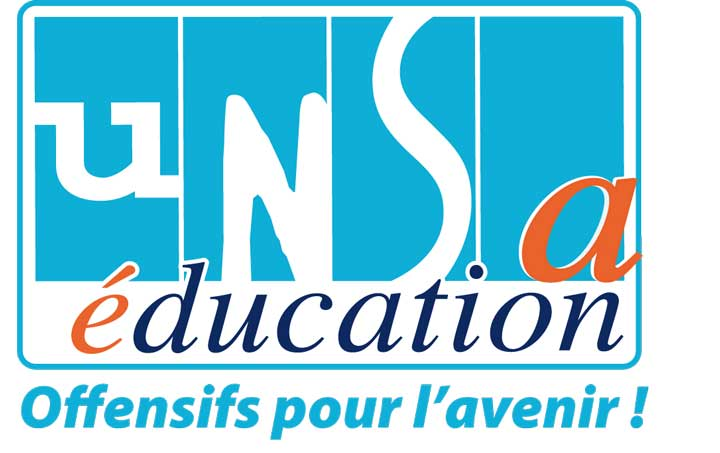 uNSa
éducation
Offensifs pour l’avenir !